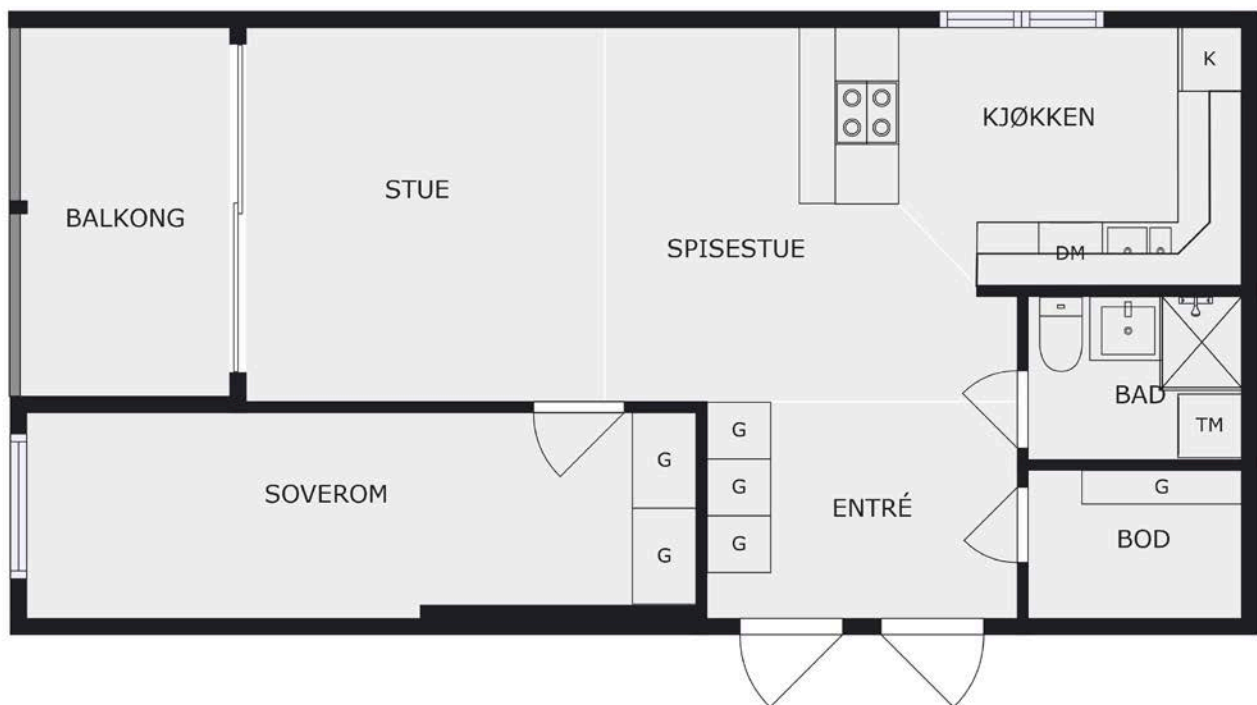 K
KJØKKEN
STUE
BALKONG
SPISESTUE
DM
BAD
TM
G
G
G
G
SOVEROM
G
G
ENTRÉ
BOD